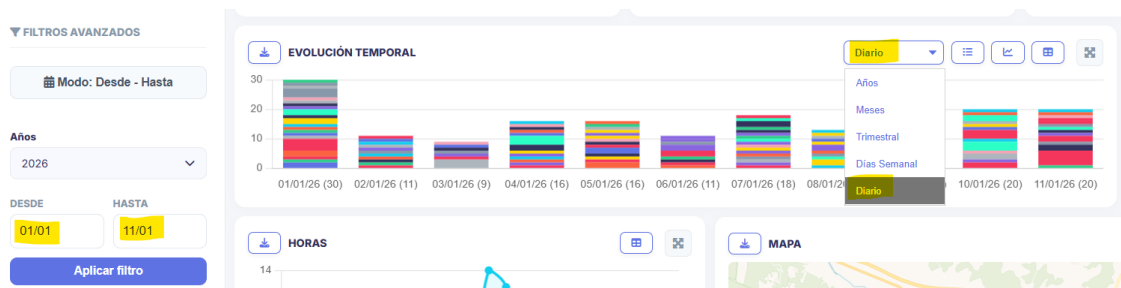 FILTROS AVANZADOS
Modo: Desde - Hasta
Años
2026
DESDE HASTA
01/01 11/01
Aplicar filtro
EVOLUCIÓN TEMPORAL
Diario
Años
Meses
Trimestral
Días Semanal
Diario
30
20
10
0
01/01/26 (30) 02/01/26 (11) 03/01/26 (9) 04/01/26 (16) 05/01/26 (16) 06/01/26 (11) 07/01/26 (18) 08/01/ ) 10/01/26 (20) 11/01/26 (20)
HORAS
14
MAPA